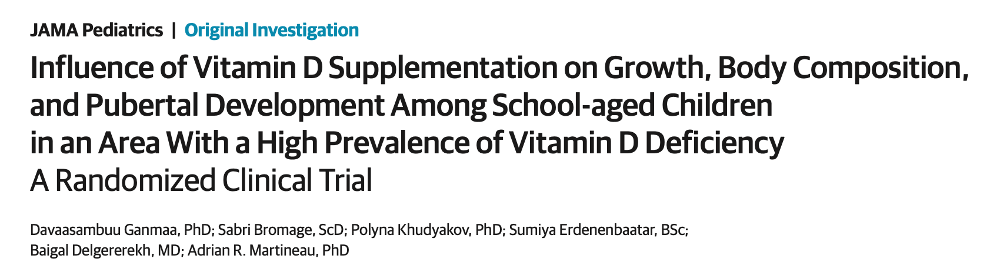 JAMA Pediatrics | Original Investigation
Influence of Vitamin D Supplementation on Growth, Body Composition,
and Pubertal Development Among School-aged Children
in an Area With a High Prevalence of Vitamin D Deficiency
A Randomized Clinical Trial
Davaasambuu Ganmaa, PhD; Sabri Bromage, ScD; Polyna Khudyakov, PhD; Sumiya Erdenenbaatar, BSc;
Baigal Delgererekh, MD; Adrian R. Martineau, PhD